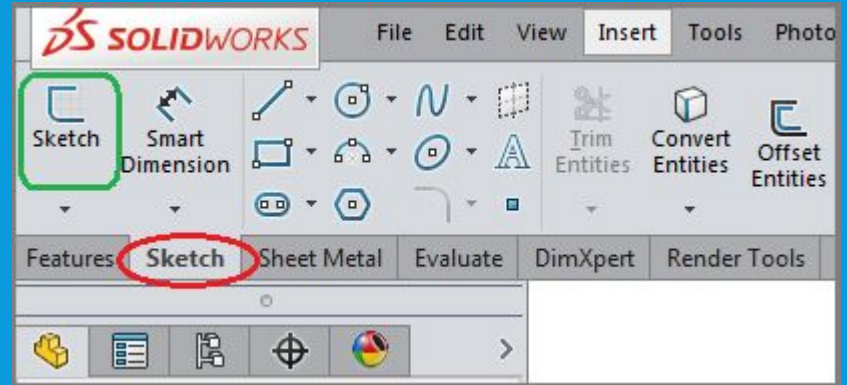 DS SOLIDWORKS File Edit View Insert Tools Photo
Sketch Smart Dimension Trim Entities Convert Entities Offset Entities
Features Sketch Sheet Metal Evaluate DimXpert Render Tools